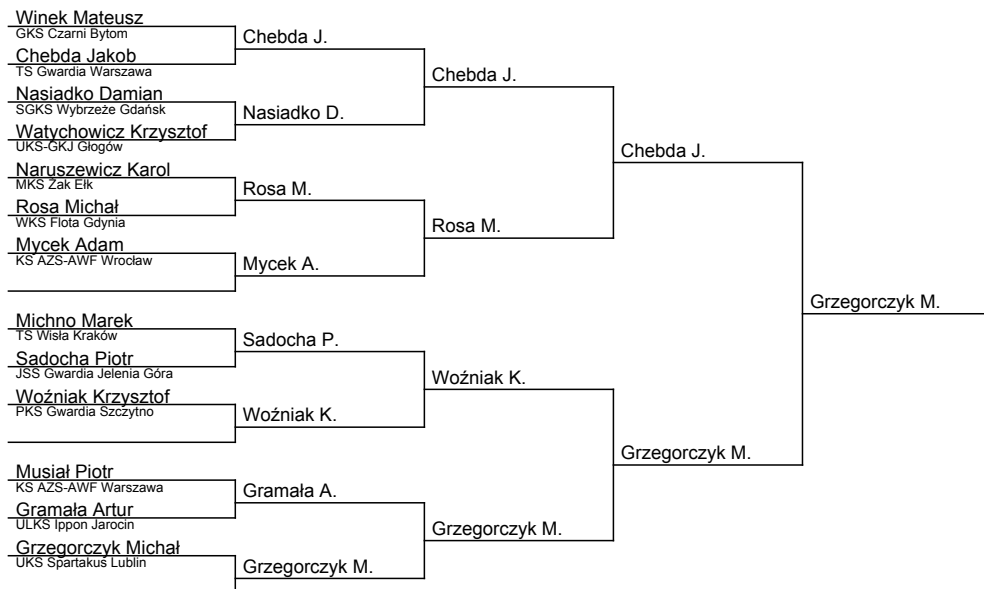 Winek Mateusz
GKS Czarni Bytom
Chebda J.
Chebda Jakob
TS Gwardia Warszawa
Chebda J.
Nasiadko Damian
SGKS Wybrzeże Gdańsk
Nasiadko D.
Watychowicz Krzysztof
UKS-GKJ Głogów
Chebda J.
Naruszewicz Karol
MKS Żak Ełk
Rosa M.
Rosa Michał
WKS Flota Gdynia
Rosa M.
Mycek Adam
KS AZS-AWF Wrocław
Mycek A.
Grzegorczyk M.
Michno Marek
TS Wisła Kraków
Sadocha P.
Sadocha Piotr
JSS Gwardia Jelenia Góra
Woźniak K.
Woźniak Krzysztof
PKS Gwardia Szczytno
Woźniak K.
Grzegorczyk M.
Musiał Piotr
KS AZS-AWF Warszawa
Gramała A.
Gramała Artur
ULKS Ippon Jarocin
Grzegorczyk M.
Grzegorczyk Michał
UKS Spartakus Lublin
Grzegorczyk M.